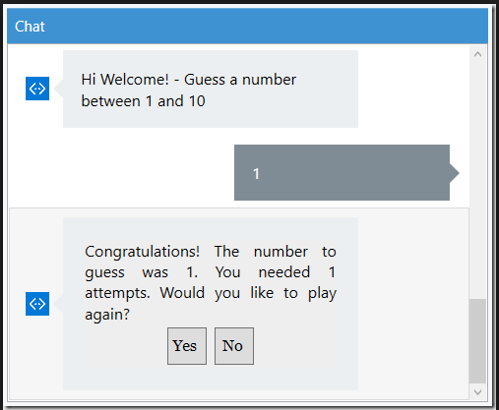 Chat
Hi Welcome! - Guess a number
between 1 and 10
1
Congratulations! The number to
guess was 1. You needed 1
attempts. Would you like to play
again?
Yes No